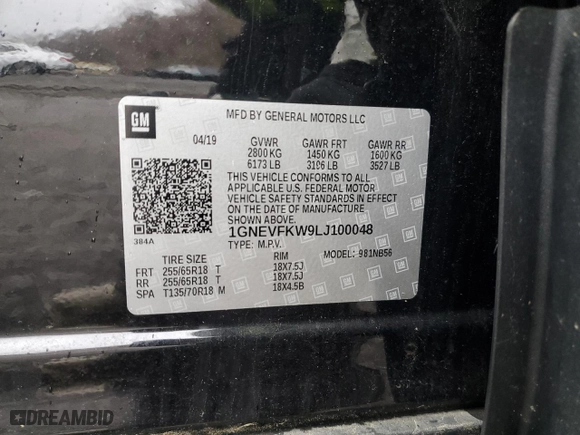 GM
MFD BY GENERAL MOTORS LLC
04/19 GVWR GAWR FRT GAWR RR
2800 KG 1450 KG 1600 KG
6173 LB 3196 LB 3527 LB
THIS VEHICLE CONFORMS TO ALL
APPLICABLE U.S. FEDERAL MOTOR
VEHICLE SAFETY STANDARDS IN EFFECT
ON THE DATE OF MANUFACTURE
SHOWN ABOVE.
1GNEVFKW9LJ100048
384A
TYPE: M.P.V. MODEL: 981NB56
TIRE SIZE RIM
FRT 255/65R18 T 18X7.5J
RR 255/65R18 T 18X7.5J
SPA T135/70R18 M 18X4.5B
DREAMBID